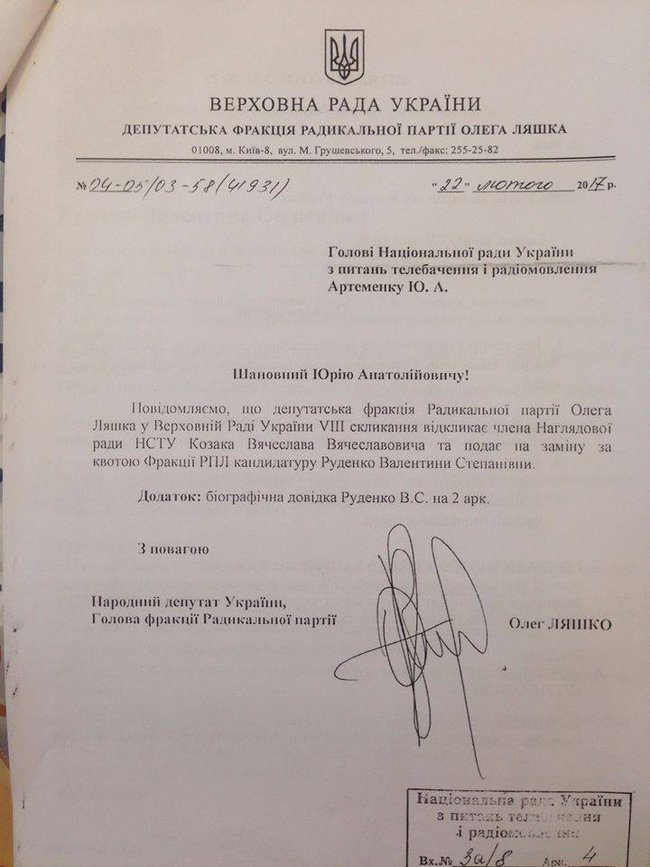 ВЕРХОВНА РАДА УКРАЇНИ
ДЕПУТАТСЬКА ФРАКЦІЯ РАДИКАЛЬНОЇ ПАРТІЇ ОЛЕГА ЛЯШКА
01008, м. Київ-8, вул. М. Грушевського, 5, тел./факс: 255-25-82
№ 04-05/03-58(41931) "22" лютого 2017 р.
Голові Національної ради України
з питань телебачення і радіомовлення
Артеменку Ю. А.
Шановний Юрію Анатолійовичу!
Повідомляємо, що депутатська фракція Радикальної партії Олега
Ляшка у Верховній Раді України VIII скликання відкликає члена Наглядової
ради НСТУ Козака Вячеслава Вячеславовича та подає на заміну за
квотою Фракції РПЛ кандидатуру Руденко Валентини Степанівни.
Додаток: біографічна довідка Руденко В.С. на 2 арк.
З повагою
Народний депутат України,
Голова фракції Радикальної партії
Олег ЛЯШКО
Національна рада України
з питань телебачення
і радіомовлення
Вх.№ 3а/8 Арк. 4